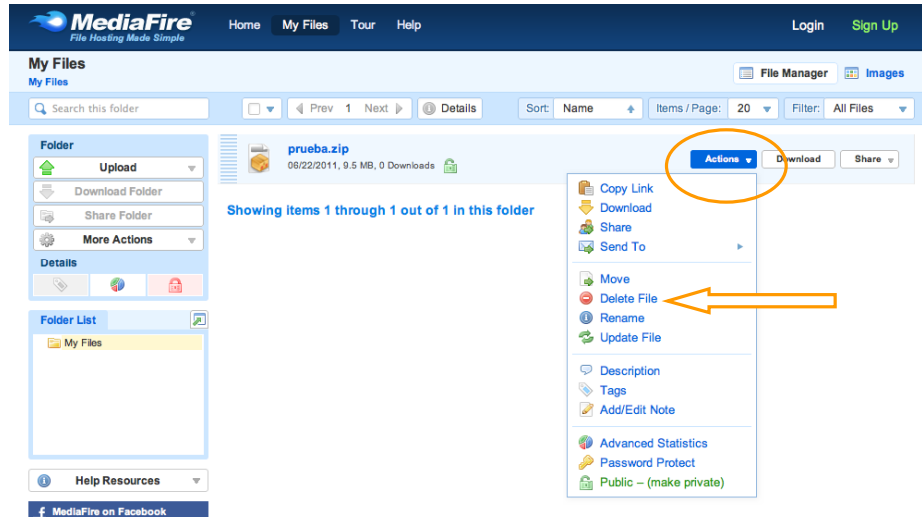 MediaFire
File Hosting Made Simple
Home My Files Tour Help
Login Sign Up
My Files
My Files
File Manager Images
Search this folder
Prev 1 Next Details
Sort: Name Items / Page: 20 Filter: All Files
Folder
Upload
Download Folder
Share Folder
More Actions
Details
Folder List
My Files
Help Resources
MediaFire on Facebook
prueba.zip
06/22/2011, 9.5 MB, 0 Downloads
Actions Download Share
Showing items 1 through 1 out of 1 in this folder
Copy Link
Download
Share
Send To
Move
Delete File
Rename
Update File
Description
Tags
Add/Edit Note
Advanced Statistics
Password Protect
Public – (make private)